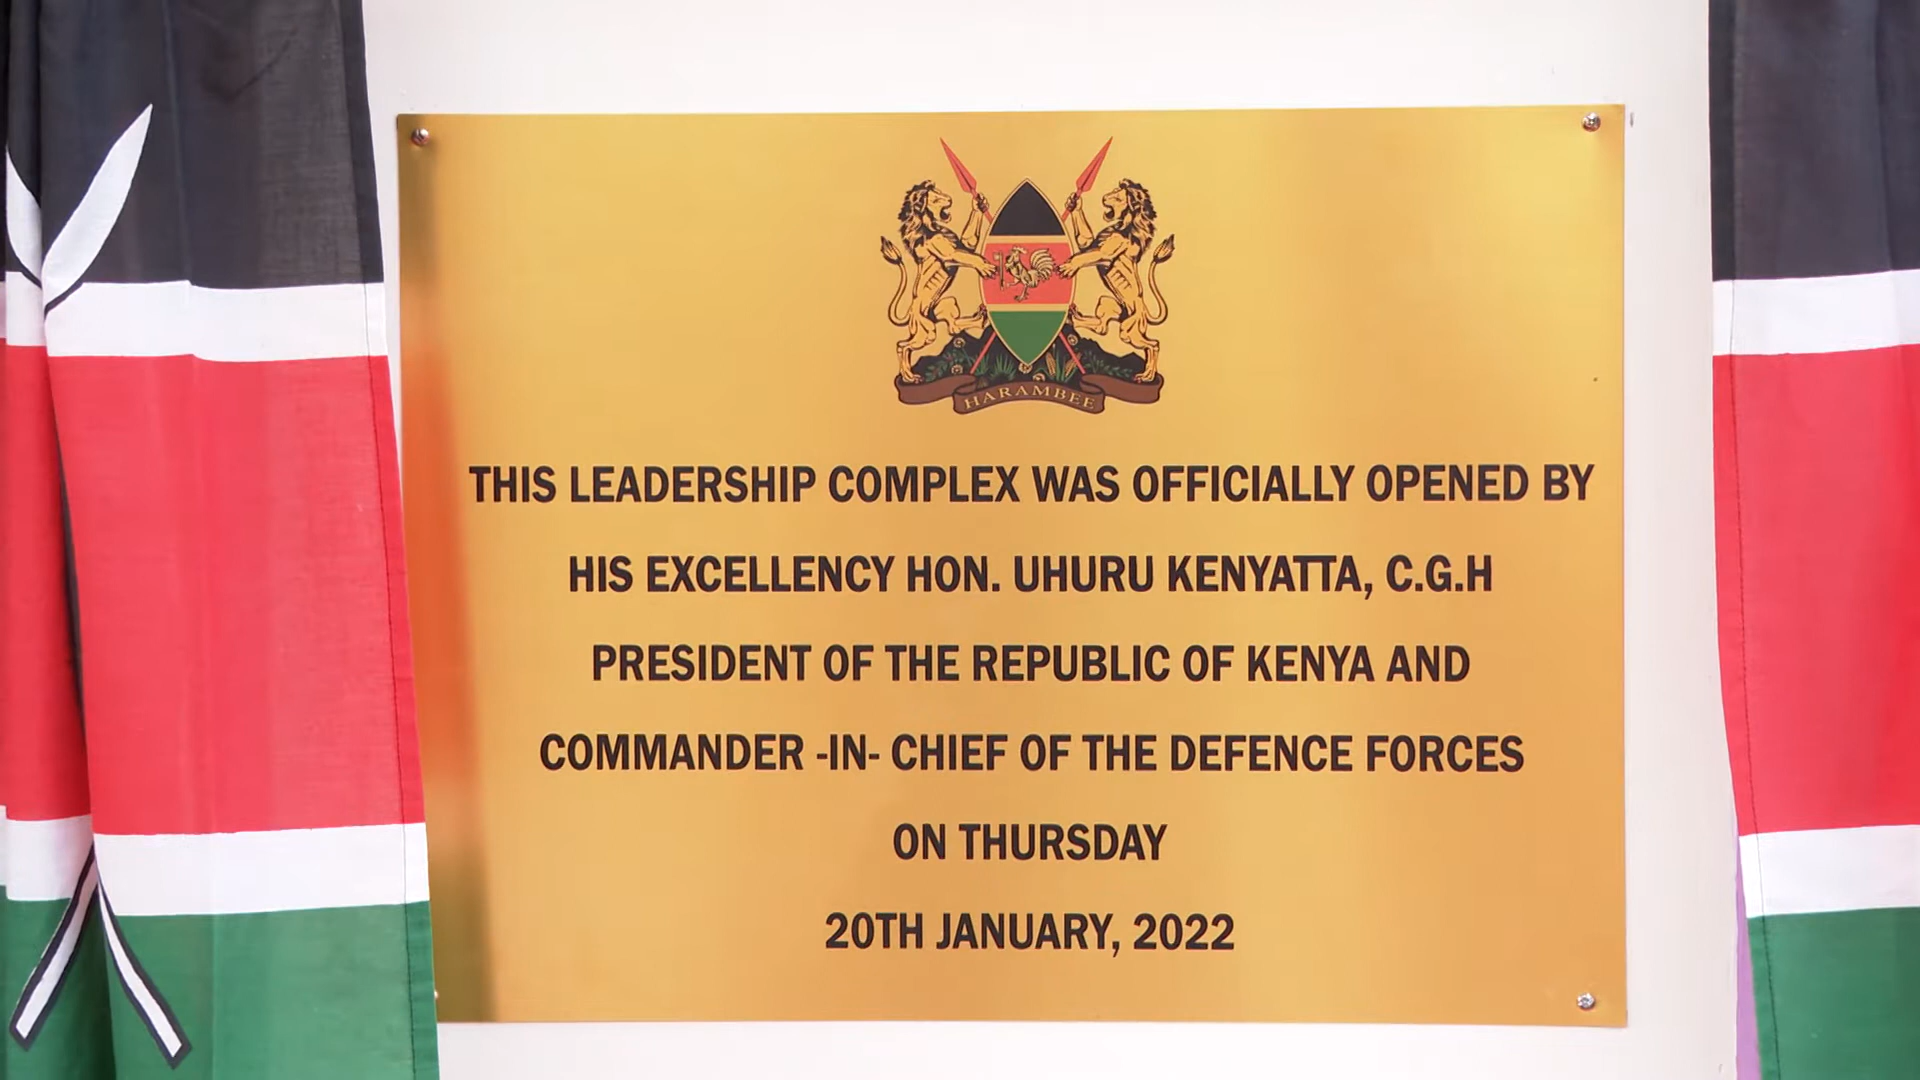 HARAMBEE
THIS LEADERSHIP COMPLEX WAS OFFICIALLY OPENED BY
HIS EXCELLENCY HON. UHURU KENYATTA, C.G.H
PRESIDENT OF THE REPUBLIC OF KENYA AND
COMMANDER -IN- CHIEF OF THE DEFENCE FORCES
ON THURSDAY
20TH JANUARY, 2022